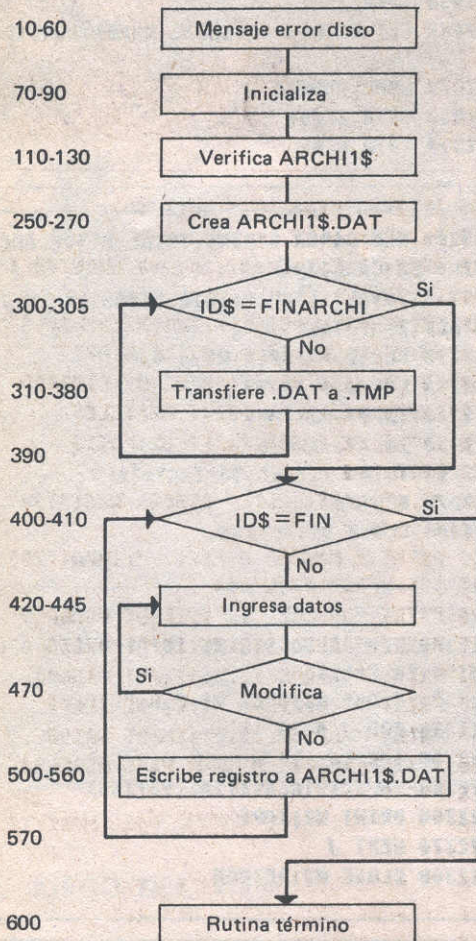 10-60 Mensaje error disco
70-90 Inicializa
110-130 Verifica ARCHI1$
250-270 Crea ARCHI1$.DAT
300-305 ID$ = FINARCHI Si
No
310-380 Transfiere .DAT a .TMP
390
400-410 ID$ = FIN Si
No
420-445 Ingresa datos
Si
470 Modifica
No
500-560 Escribe registro a ARCHI1$.DAT
570
600 Rutina término